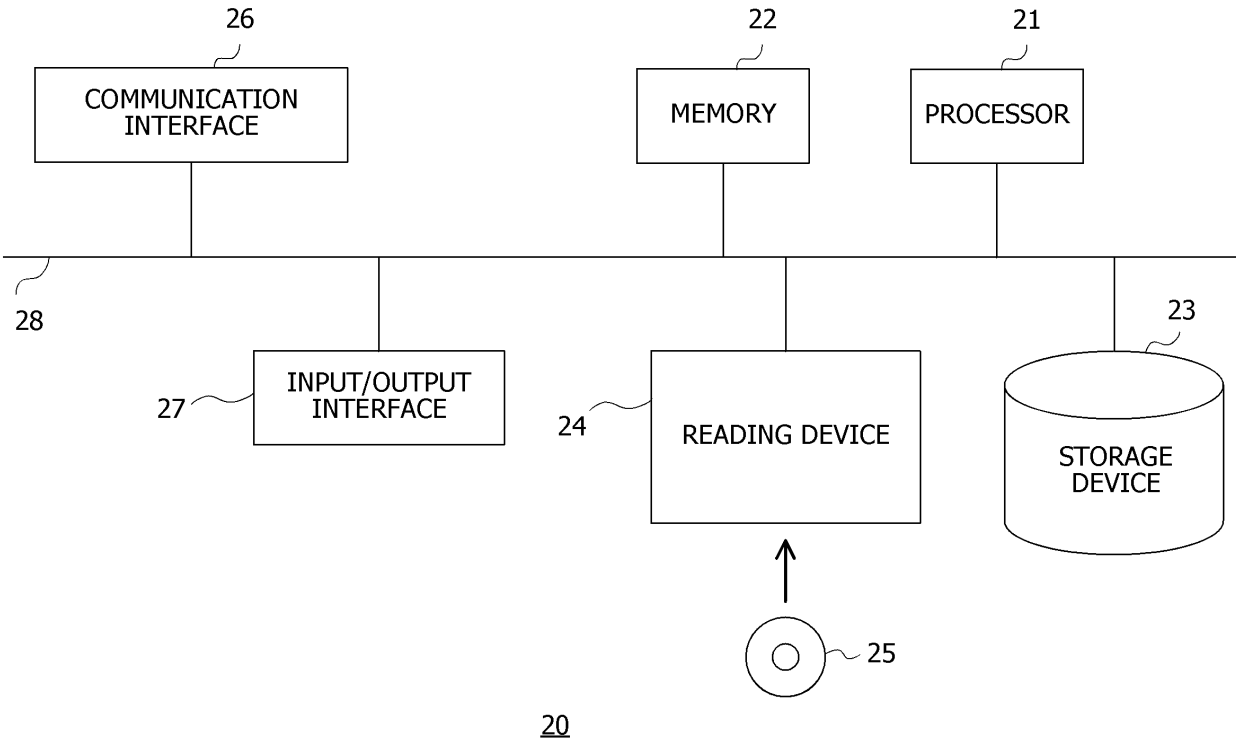 26
22
21
COMMUNICATION
INTERFACE
MEMORY
PROCESSOR
28
23
27
INPUT/OUTPUT
INTERFACE
24
READING DEVICE
STORAGE
DEVICE
25
20